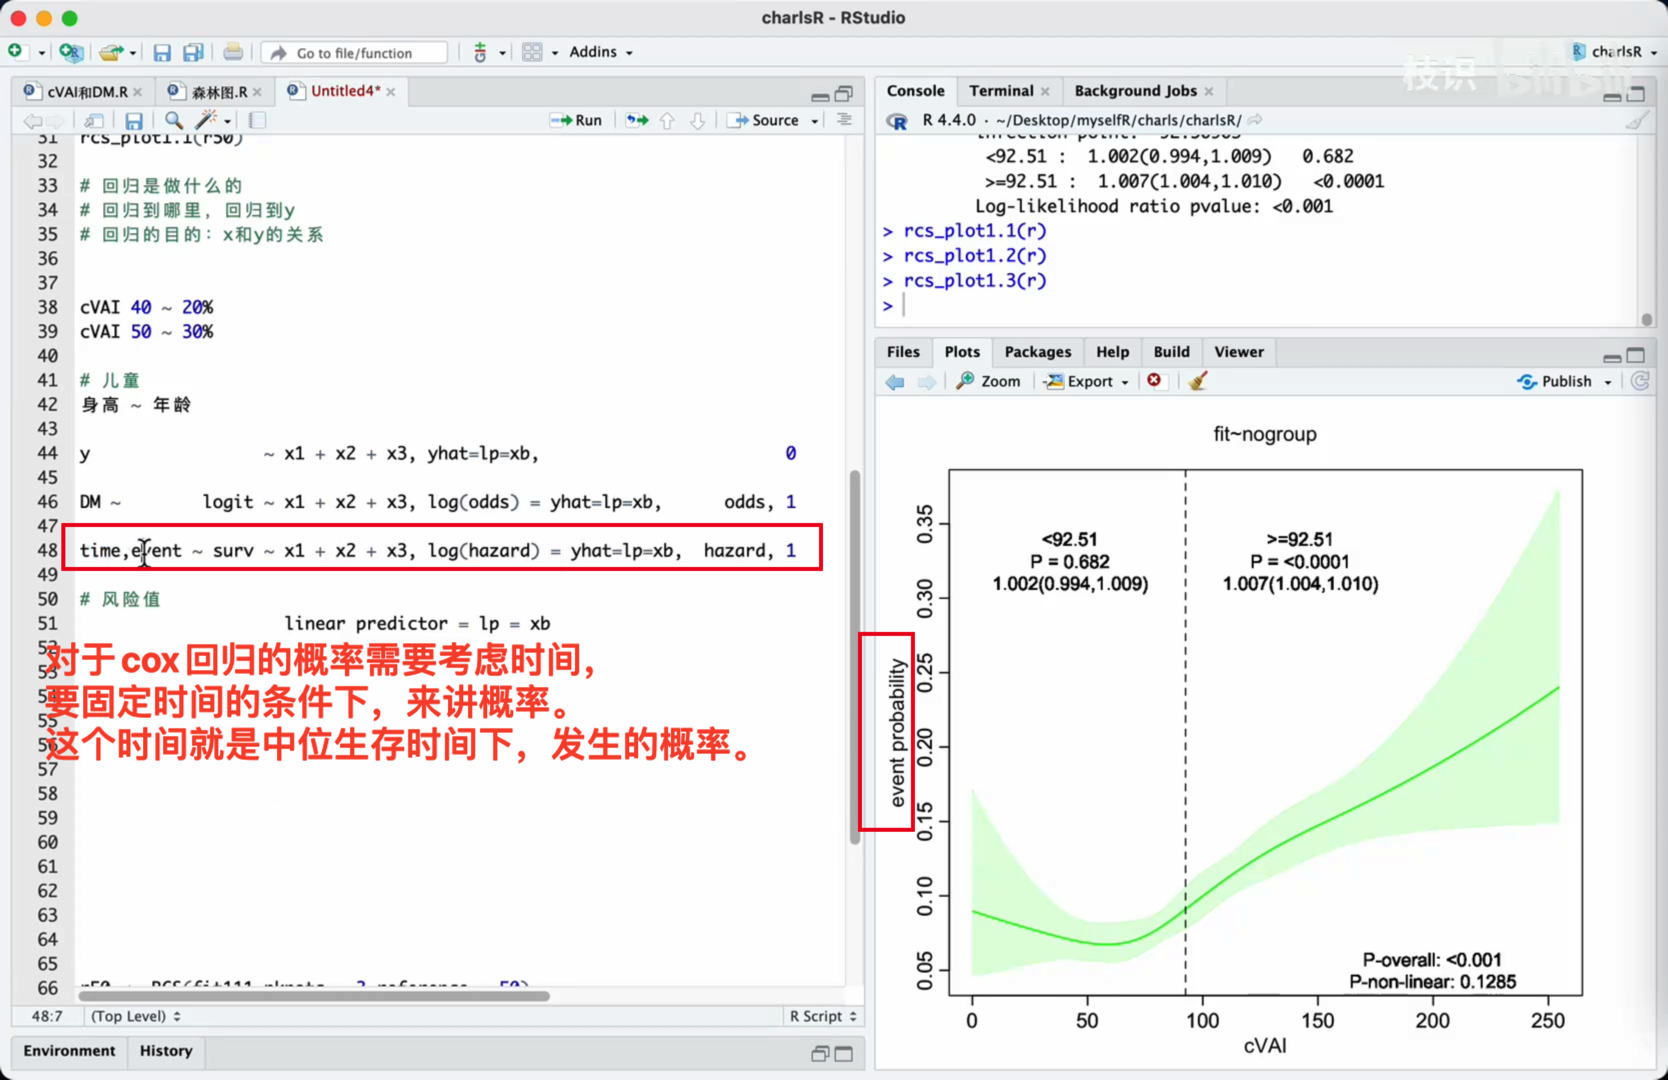 charlsR - RStudio
Go to file/function
Addins
charlsR
枝识 bilibili
cVAI和DM.R
森林图.R
Untitled4*
Run
Source
31 rcs_plot1.1(r50)
32
33 # 回归是做什么的
34 # 回归到哪里, 回归到y
35 # 回归的目的: x和y的关系
36
37
38 cVAI 40 ~ 20%
39 cVAI 50 ~ 30%
40
41 # 儿童
42 身高 ~ 年龄
43
44 y ~ x1 + x2 + x3, yhat=lp=xb, 0
45
46 DM ~ logit ~ x1 + x2 + x3, log(odds) = yhat=lp=xb, odds, 1
47
48 time,event ~ surv ~ x1 + x2 + x3, log(hazard) = yhat=lp=xb, hazard, 1
49
50 # 风险值
51 linear predictor = lp = xb
对于cox回归的概率需要考虑时间，
要固定时间的条件下，来讲概率。
这个时间就是中位生存时间下，发生的概率。
57
58
59
60
61
62
63
64
65
66
48:7 (Top Level) R Script
Environment History
Console Terminal Background Jobs
R 4.4.0 · ~/Desktop/myselfR/charls/charlsR/
<92.51 : 1.002(0.994,1.009) 0.682
>=92.51 : 1.007(1.004,1.010) <0.0001
Log-likelihood ratio pvalue: <0.001
> rcs_plot1.1(r)
> rcs_plot1.2(r)
> rcs_plot1.3(r)
>
Files Plots Packages Help Build Viewer
Zoom Export Publish
fit~nogroup
<92.51
P = 0.682
1.002(0.994,1.009)
>=92.51
P = <0.0001
1.007(1.004,1.010)
event probability
0.35
0.30
0.25
0.20
0.15
0.10
0.05
P-overall: <0.001
P-non-linear: 0.1285
0 50 100 150 200 250
cVAI